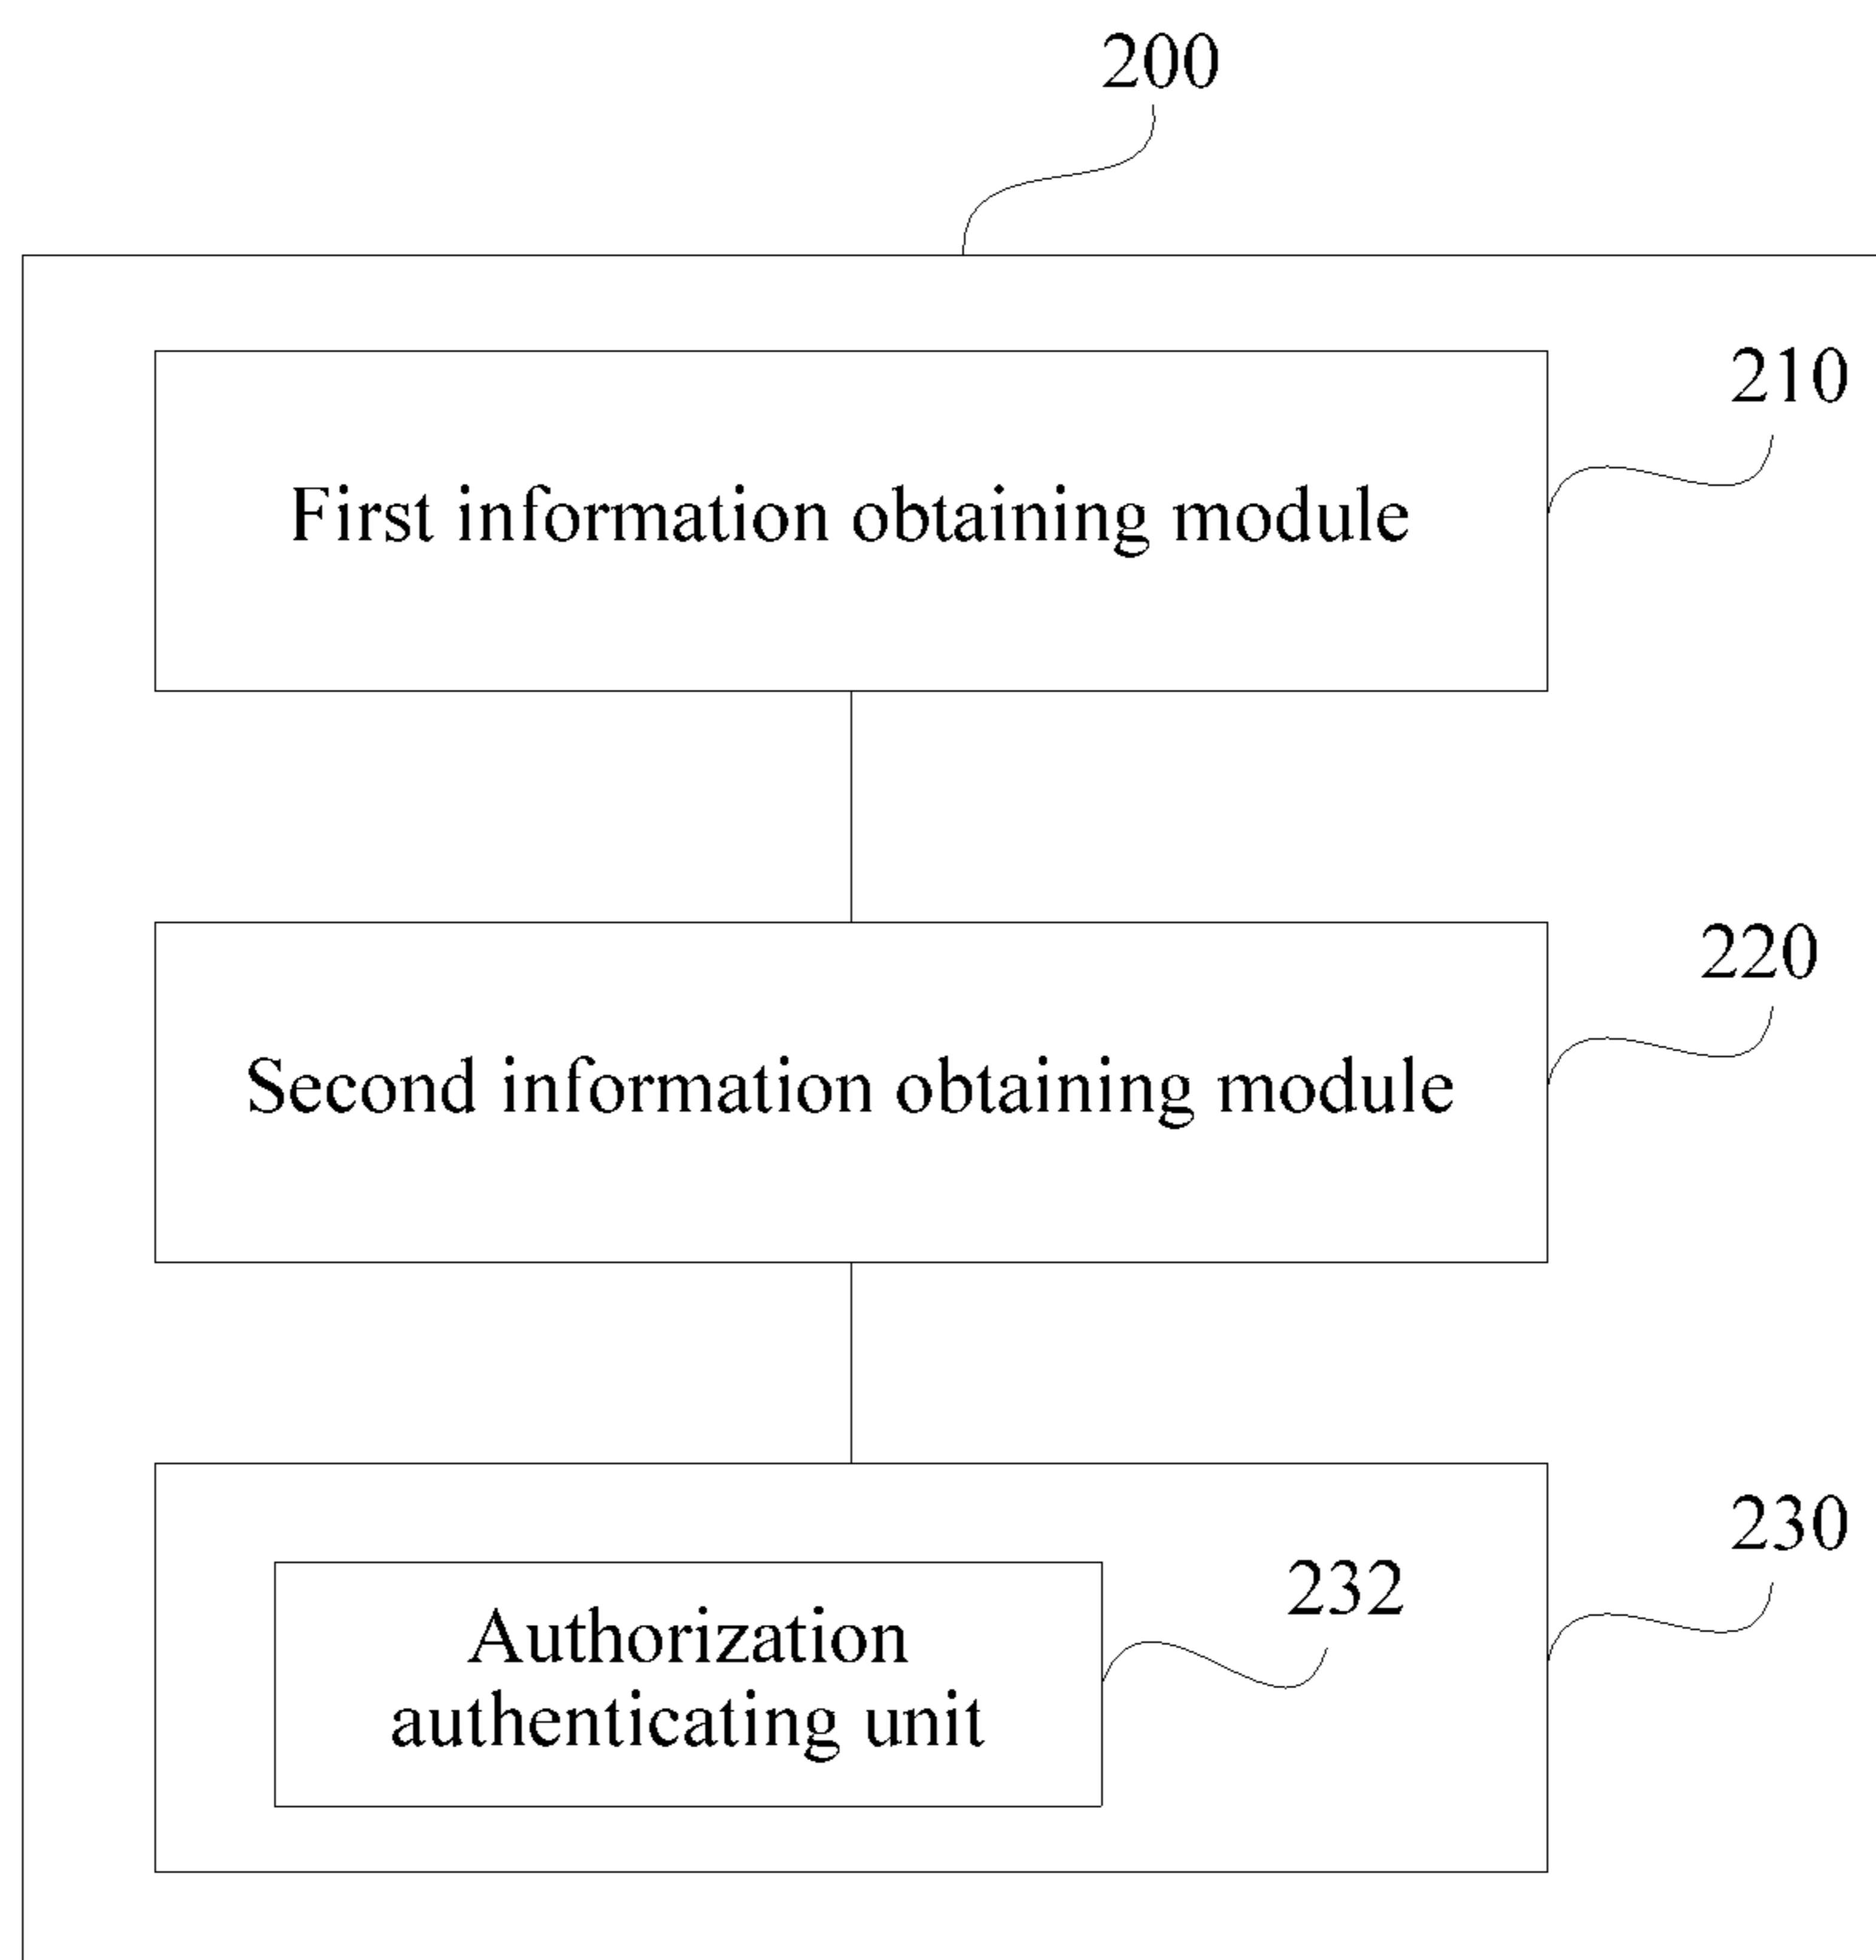 200
210
First information obtaining module
220
Second information obtaining module
230
232
Authorization
authenticating unit